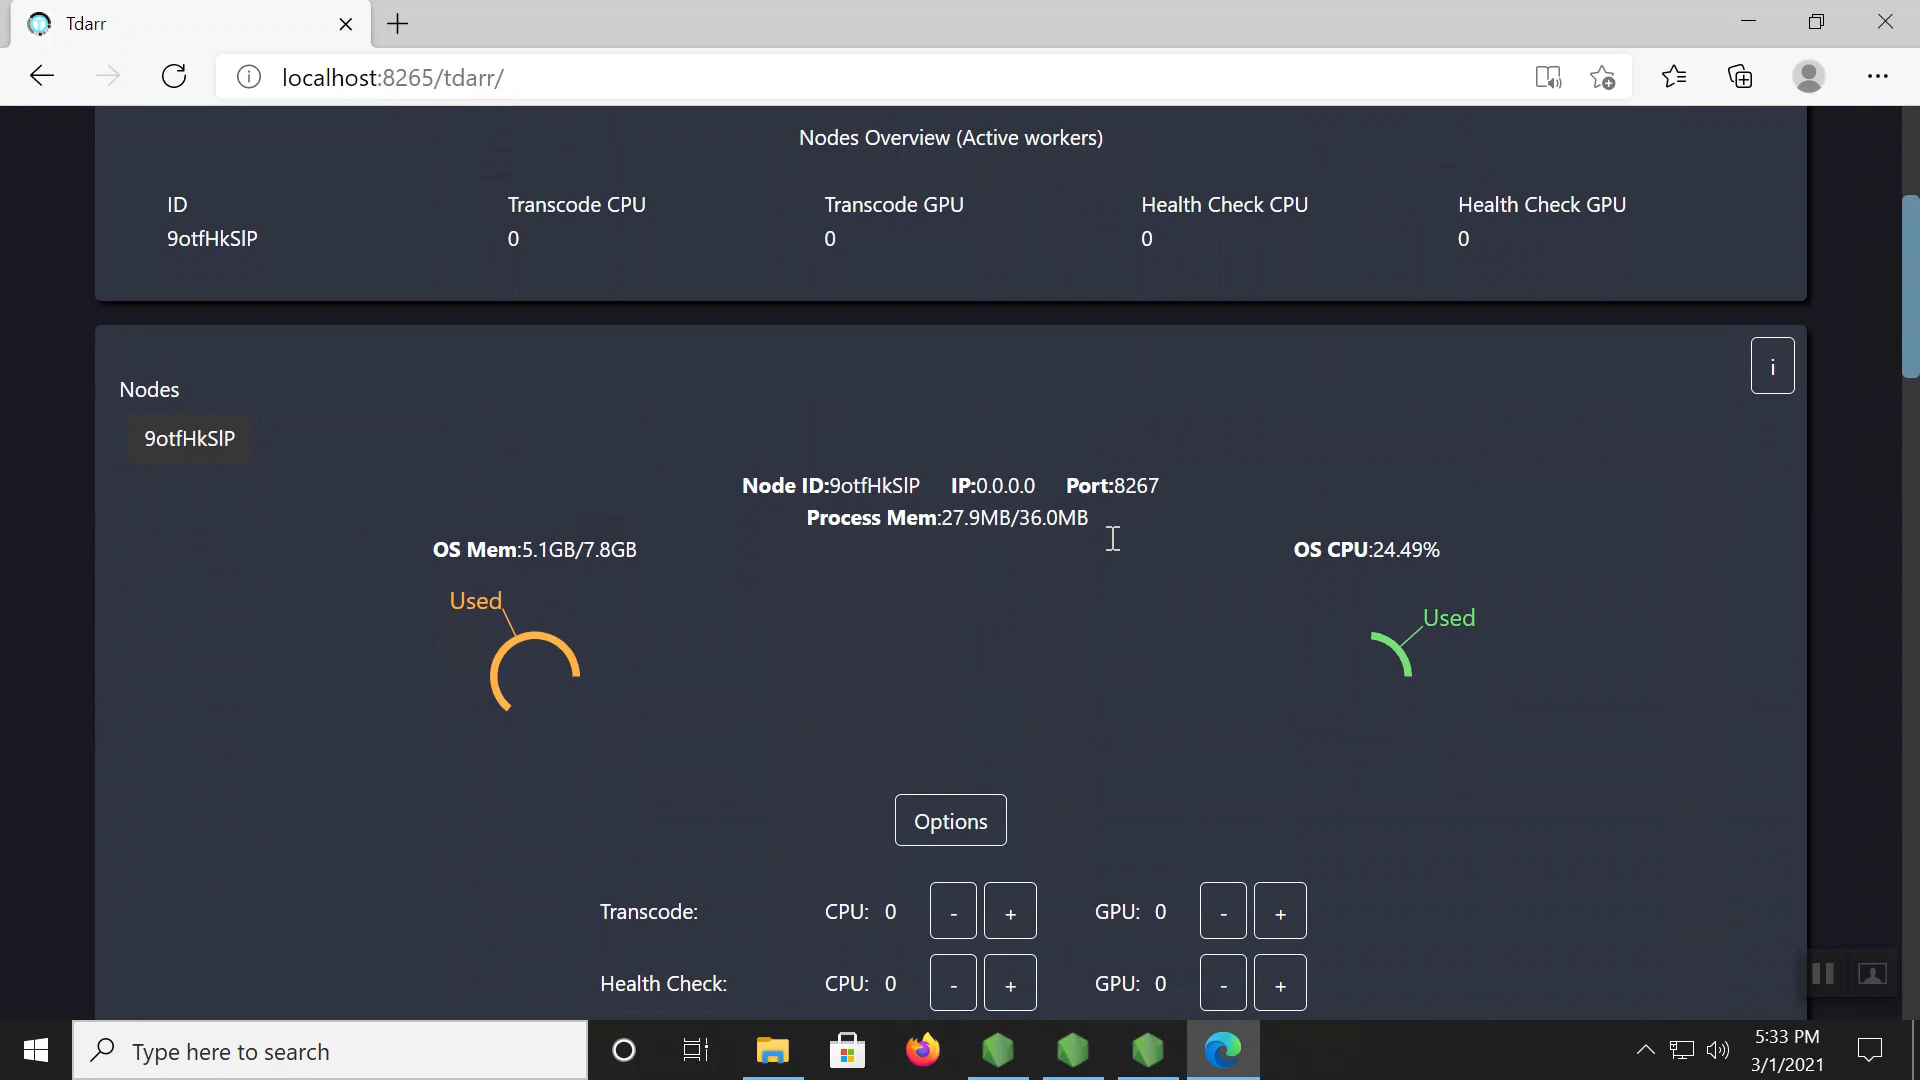 Tdarr
localhost:8265/tdarr/
Nodes Overview (Active workers)
ID Transcode CPU Transcode GPU Health Check CPU Health Check GPU
9otfHkSlP 0 0 0 0
i
Nodes
9otfHkSlP
Node ID:9otfHkSlP IP:0.0.0.0 Port:8267
Process Mem:27.9MB/36.0MB
OS Mem:5.1GB/7.8GB OS CPU:24.49%
Used Used
Options
Transcode: CPU: 0 - + GPU: 0 - +
Health Check: CPU: 0 - + GPU: 0 - +
Type here to search
5:33 PM
3/1/2021